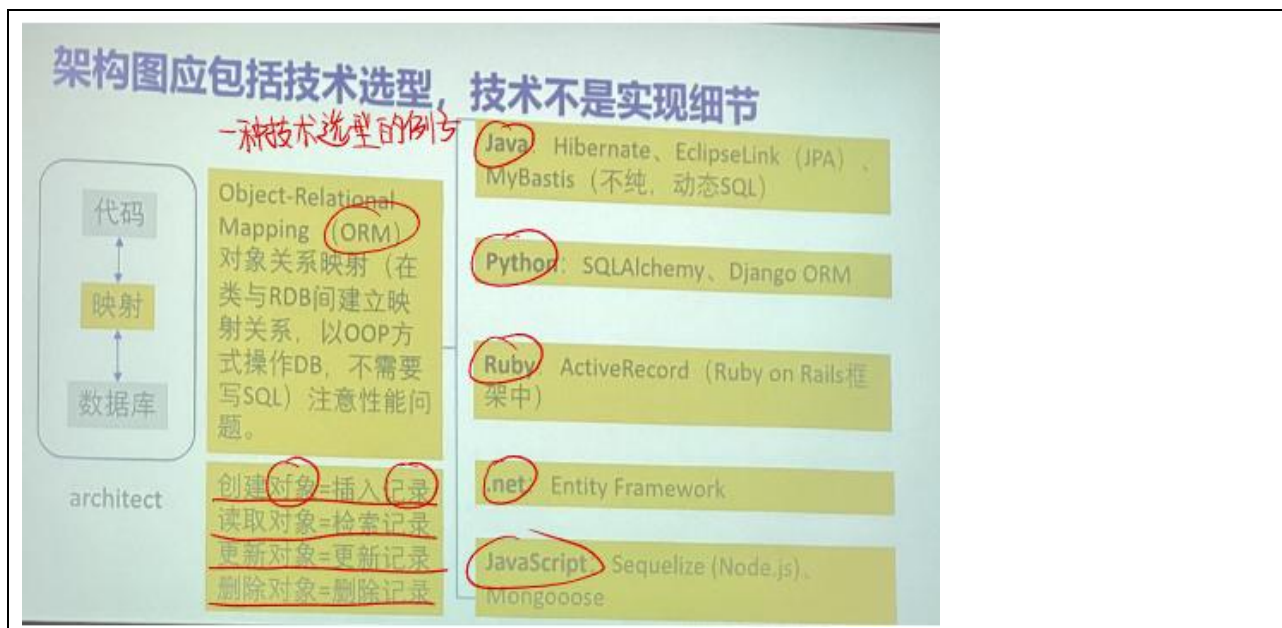 架构图应包括技术选型，技术不是实现细节
一种技术选型的例子
代码
映射
数据库
architect
Object-Relational
Mapping（ORM）
对象关系映射（在
类与RDB间建立映
射关系，以OOP方
式操作DB，不需要
写SQL）注意性能问
题。
创建对象=插入记录
读取对象=检索记录
更新对象=更新记录
删除对象=删除记录
Java：Hibernate、EclipseLink（JPA）、
MyBastis（不纯，动态SQL）
Python：SQLAlchemy、Django ORM
Ruby：ActiveRecord（Ruby on Rails框
架中）
.net：Entity Framework
JavaScript：Sequelize (Node.js)、
Mongooose